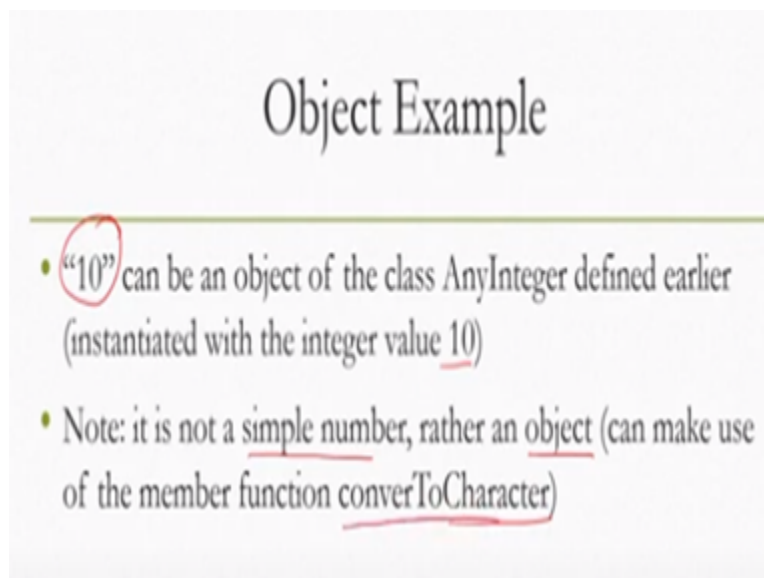 Object Example
• “10” can be an object of the class AnyInteger defined earlier
(instantiated with the integer value 10)
• Note: it is not a simple number, rather an object (can make use
of the member function converToCharacter)